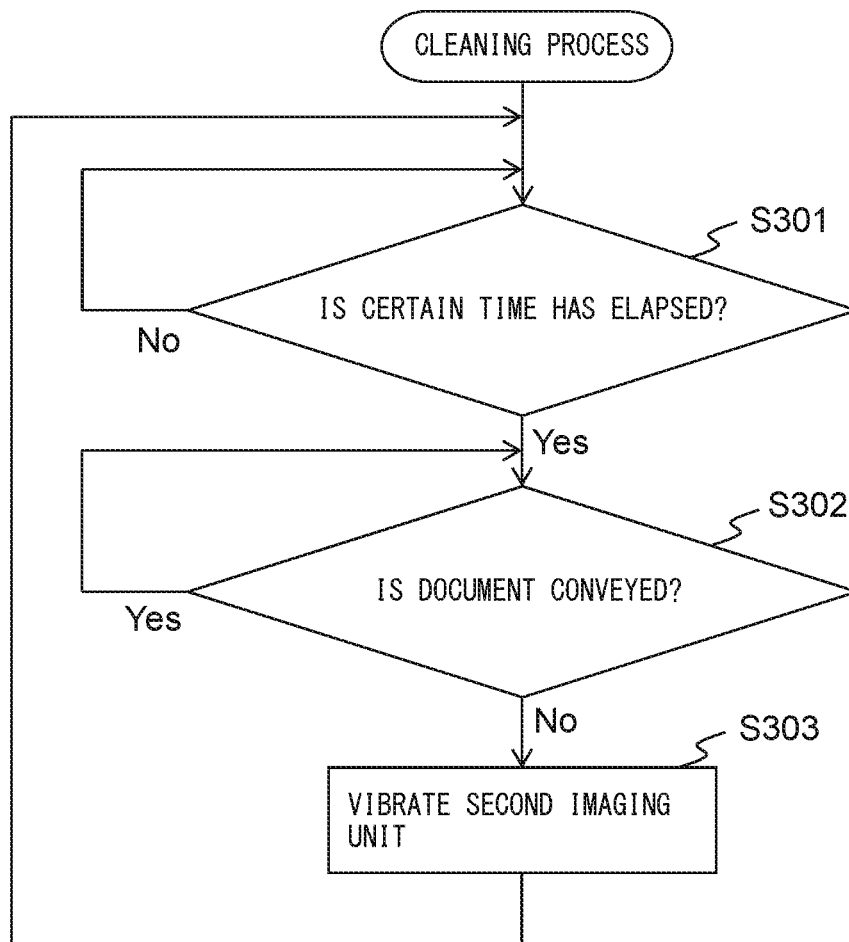 CLEANING PROCESS
S301
IS CERTAIN TIME HAS ELAPSED?
No
Yes
S302
IS DOCUMENT CONVEYED?
Yes
No
S303
VIBRATE SECOND IMAGING
UNIT